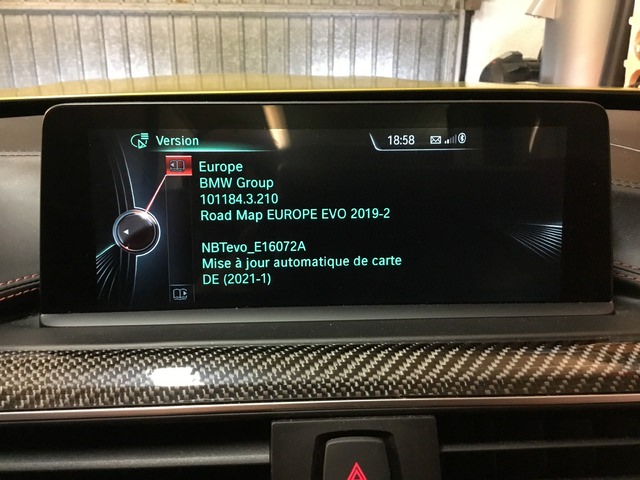 Version
18:58
Europe
BMW Group
101184.3.210
Road Map EUROPE EVO 2019-2
NBTevo_E16072A
Mise à jour automatique de carte
DE (2021-1)